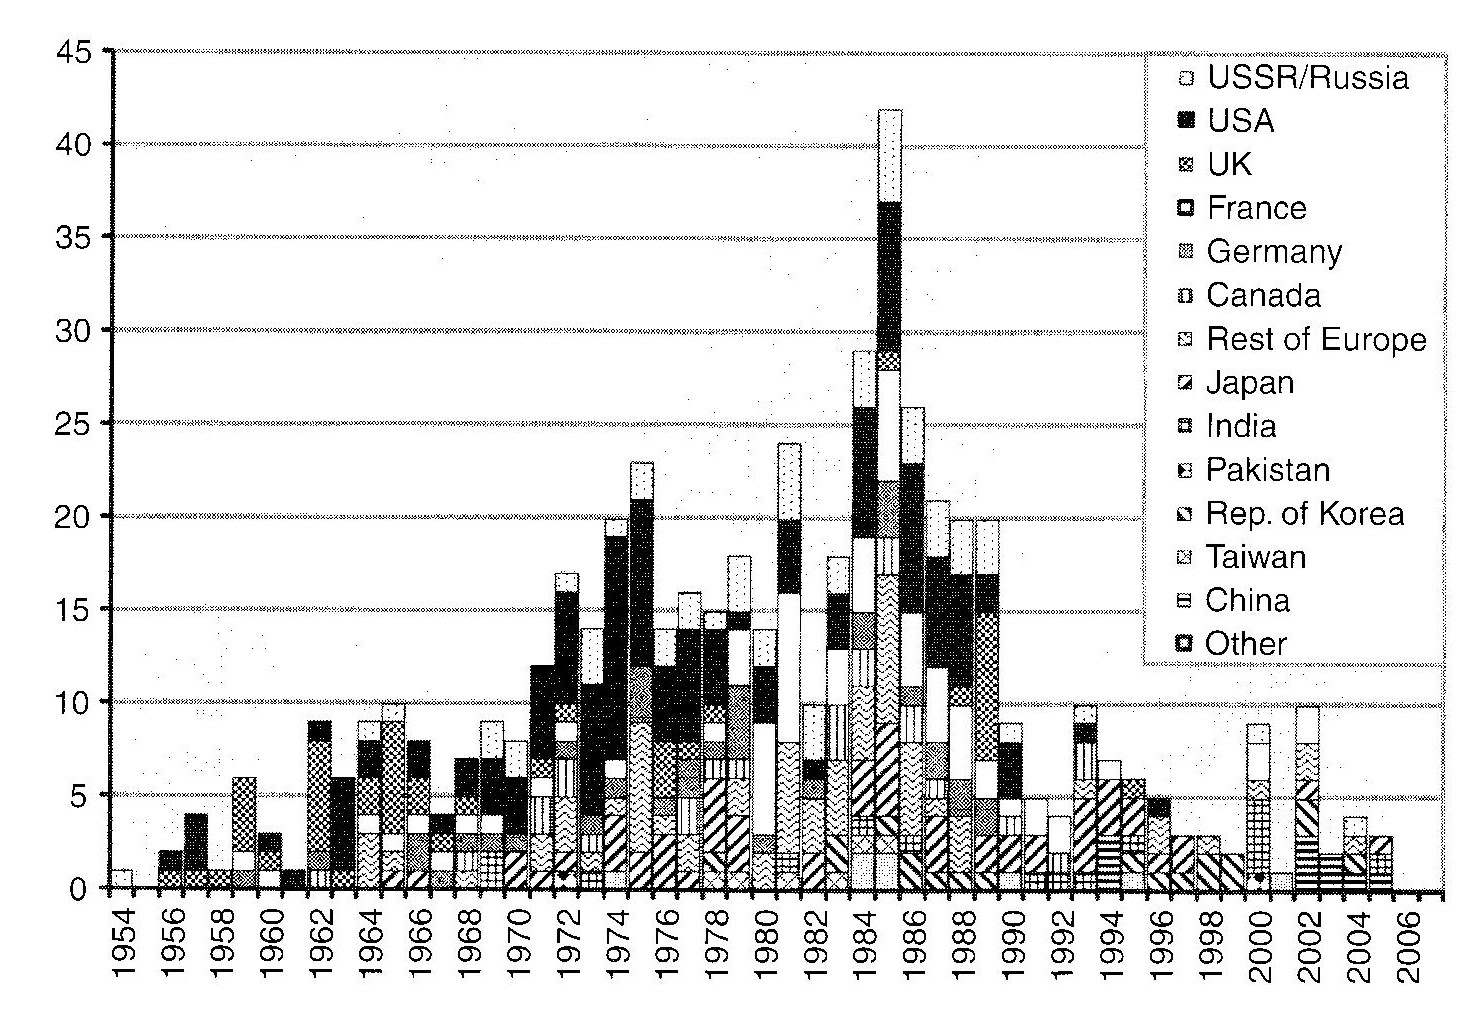 45
40
35
30
25
20
15
10
5
0
USSR/Russia
USA
UK
France
Germany
Canada
Rest of Europe
Japan
India
Pakistan
Rep. of Korea
Taiwan
China
Other
1954 1956 1958 1960 1962 1964 1966 1968 1970 1972 1974 1976 1978 1980 1982 1984 1986 1988 1990 1992 1994 1996 1998 2000 2002 2004 2006